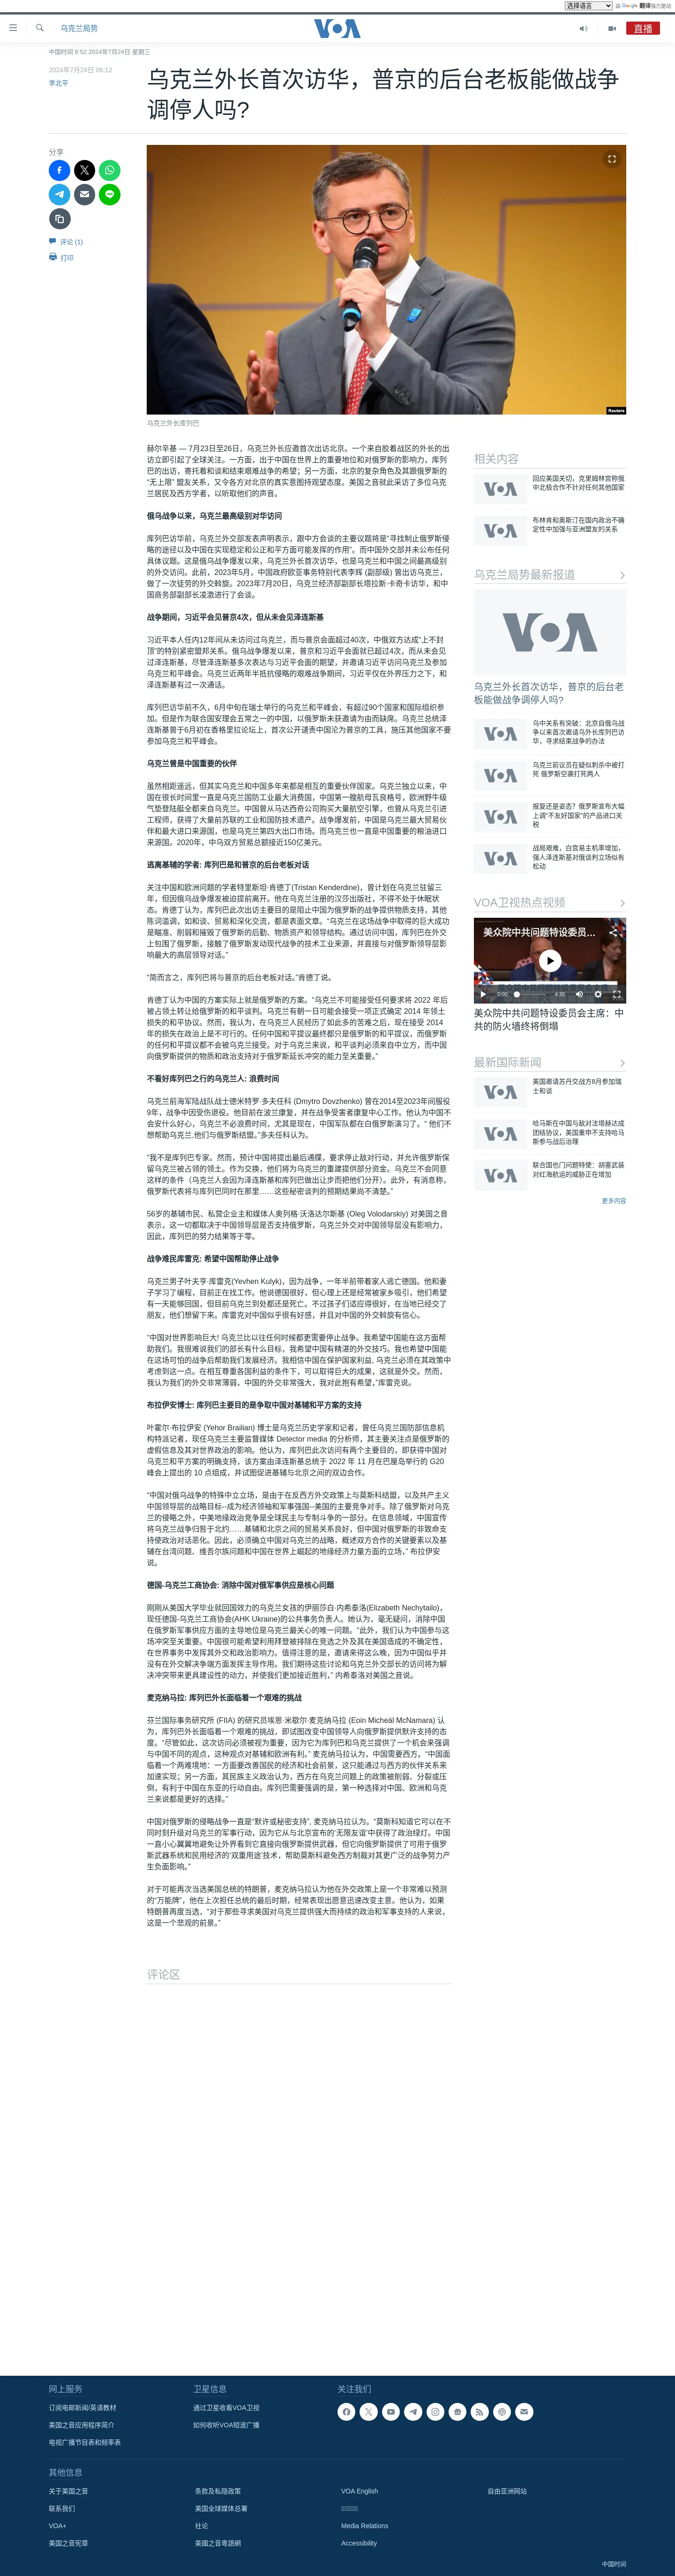 选择语言
由 Google 翻译强力驱动
乌克兰局势
VOA
直播
中国时间 6:52 2024年7月24日 星期三
2024年7月24日 06:12
李北平
乌克兰外长首次访华，普京的后台老板能做战争
调停人吗?
分享
评论 (1)
打印
Reuters
乌克兰外长库列巴
赫尔辛基 — 7月23日至26日，乌克兰外长应邀首次出访北京。一个来自胶着战区的外长的出
访立即引起了全球关注。一方面，出于中国在世界上的重要地位和对俄罗斯的影响力，库列
巴的出访，寄托着和谈和结束艰难战争的希望；另一方面，北京的复杂角色及其跟俄罗斯的
“无上限” 盟友关系，又令各方对北京的真实意图持观望态度。美国之音就此采访了多位乌克
兰居民及西方学者，以听取他们的声音。
俄乌战争以来，乌克兰最高级别对华访问
库列巴访华前，乌克兰外交部发表声明表示，跟中方会谈的主要议题将是“寻找制止俄罗斯侵
略的途径以及中国在实现稳定和公正和平方面可能发挥的作用”。而中国外交部并未公布任何
具体议题。这是俄乌战争爆发以来，乌克兰外长首次访华，也是乌克兰和中国之间最高级别
的外交访问。此前，2023年5月，中国政府欧亚事务特别代表李辉 (副部级) 曾出访乌克兰，
做了一次徒劳的外交斡旋。2023年7月20日，乌克兰经济部副部长塔拉斯·卡奇卡访华，和中
国商务部副部长凌激进行了会谈。
战争期间，习近平会见普京4次，但从未会见泽连斯基
习近平本人任内12年间从未访问过乌克兰，而与普京会面超过40次，中俄双方达成“上不封
顶”的特别紧密盟邦关系。俄乌战争爆发以来，普京和习近平会面就已超过4次，而从未会见
过泽连斯基，尽管泽连斯基多次表达与习近平会面的期望，并邀请习近平访问乌克兰及参加
乌克兰和平峰会。乌克兰近两年半抵抗侵略的艰难战争期间，习近平仅在外界压力之下，和
泽连斯基有过一次通话。
库列巴访华前不久，6月中旬在瑞士举行的乌克兰和平峰会，有超过90个国家和国际组织参
加。但是作为联合国安理会五常之一的中国，以俄罗斯未获邀请为由而缺席。乌克兰总统泽
连斯基曾于6月初在香格里拉论坛上，首次公开谴责中国沦为普京的工具，施压其他国家不要
参加乌克兰和平峰会。
乌克兰曾是中国重要的伙伴
虽然相距遥远，但其实乌克兰和中国多年来都是相互的重要伙伴国家。乌克兰独立以来，中
国在很长时间里一直是乌克兰国防工业最大消费国，中国第一艘航母瓦良格号，欧洲野牛级
气垫登陆艇全都来自乌克兰。中国曾从马达西奇公司购买大量航空引擎，也曾从乌克兰引进
工程师，获得了大量前苏联的工业和国防技术遗产。战争爆发前，中国是乌克兰最大贸易伙
伴和最大进口来源国，也是乌克兰第四大出口市场。而乌克兰也一直是中国重要的粮油进口
来源国。2020年，中乌双方贸易总额接近150亿美元。
逃离基辅的学者: 库列巴是和普京的后台老板对话
关注中国和欧洲问题的学者特里斯坦·肯德丁(Tristan Kenderdine)，曾计划在乌克兰驻留三
年，但因俄乌战争爆发被迫提前离开。他在乌克兰注册的汉莎出版社，不得不处于休眠状
态。肯德丁认为，库列巴此次出访主要目的是阻止中国为俄罗斯的战争提供物质支持，其他
陈词滥调，如和谈、贸易和深化交流，都是表面文章。“乌克兰在这场战争中取得的巨大成功
是瞄准、削弱和摧毁了俄罗斯的后勤、物质资产和领导结构。通过访问中国，库列巴在外交
上包围了俄罗斯，接触了俄罗斯发动现代战争的技术工业来源，并直接与对俄罗斯领导层影
响最大的高层领导对话。”
“简而言之，库列巴将与普京的后台老板对话。”肯德丁说。
肯德丁认为中国的方案实际上就是俄罗斯的方案。“乌克兰不可能接受任何要求将 2022 年后
被占领土转让给俄罗斯的和平谈判。乌克兰有朝一日可能会接受一项正式确定 2014 年领土
损失的和平协议。然而，我认为，在乌克兰人民经历了如此多的苦难之后，现在接受 2014
年的损失在政治上是不可行的。任何中国和平提议和乌克兰和平提议都不会被乌克兰接受，
任何中国和平提议都不会被乌克兰接受。对于乌克兰来说，和平谈判必须来自中立方，而中国
向俄罗斯提供的物质和政治支持对于俄罗斯延长冲突的能力至关重要。”
不看好库列巴之行的乌克兰人: 浪费时间
乌克兰前海军陆战队战士德米特罗·多夫任科 (Dmytro Dovzhenko) 曾在2014至2023年间服役
9年，战争中因受伤退役。他目前在波兰康复，并在战争受害者康复中心工作。他认为中国不
会安什么好心，乌克兰不必浪费时间，尤其是现在，中国军队都在白俄罗斯演习了。“ 他们不
想帮助乌克兰,他们与俄罗斯结盟。”多夫任科认为。
“我不是俄罗斯巴专家。然而，预计中国将提出最后通牒，要求停止敌对行动，并允许俄罗斯保
留乌克兰被占领的领土。作为交换，他们将为乌克兰的重建提供部分资金。乌克兰不会同意
这样的条件（乌克兰人会因为泽连斯基和库列巴做出让步而把他们分开）。此外，有消息称，
俄罗斯代表将与库列巴同时在那里……这些秘密谈判的预期结果尚不清楚。”
56岁的基辅市民、私营企业主和媒体人奥列格·沃洛达尔斯基 (Oleg Volodarskiy) 对美国之音
表示，这一切都取决于中国领导层是否支持俄罗斯，乌克兰外交对中国领导层没有影响力，
因此，库列巴的努力结果等于零。
战争难民库雷克: 希望中国帮助停止战争
乌克兰男子叶夫亨·库雷克(Yevhen Kulyk)，因为战争，一年半前带着家人逃亡德国。他和妻
子学习了编程，目前正在找工作。他说德国很好，但心理上还是经常被家乡吸引，他们希望
有一天能够回国，但目前乌克兰到处都还是死亡。不过孩子们适应得很好，在当地已经交了
朋友，他们想留下来。库雷克对中国似乎很有好感，并且对中国的外交斡旋有信心。
“中国对世界影响巨大! 乌克兰比以往任何时候都更需要停止战争。我希望中国能在这方面帮
助我们。我很难说我们的部长有什么目标，我希望中国有精湛的外交技巧。我也希望中国能
在这场可怕的战争后帮助我们发展经济。我相信中国在保护国家利益, 乌克兰必须在其政策中
考虑到这一点。在相互尊重各国利益的条件下，可以取得巨大的成果，这就是外交。然而，
我认为我们的外交非常薄弱，中国的外交非常强大，我对此抱有希望，”库雷克说。
布拉伊安博士: 库列巴主要目的是争取中国对基辅和平方案的支持
叶霍尔·布拉伊安 (Yehor Brailian) 博士是乌克兰历史学家和记者，曾任乌克兰国防部信息机
构特派记者，现任乌克兰主要监督媒体 Detector media 的分析师，其主要关注点是俄罗斯的
虚假信息及其对世界政治的影响。他认为，库列巴此次访问有两个主要目的，即获得中国对
乌克兰和平方案的明确支持，该方案由泽连斯基总统于 2022 年 11 月在巴厘岛举行的 G20
峰会上提出的 10 点组成，并试图促进基辅与北京之间的双边合作。
“中国对俄乌战争的特殊中立立场，是由于在反西方外交政策上与莫斯科结盟，以及共产主义
中国领导层的战略目标--成为经济领袖和军事强国--美国的主要竞争对手。除了俄罗斯对乌克
兰的侵略之外，中美地缘政治竞争是全球民主与专制斗争的一部分。在信息领域，中国宣传
将乌克兰战争归咎于北约……基辅和北京之间的贸易关系良好，但中国对俄罗斯的非致命支
持使政治对话恶化。因此，必须确立中国对乌克兰的战略，概述双方合作的关键要素以及基
辅在台湾问题、维吾尔族问题和中国在世界上崛起的地缘经济力量方面的立场，” 布拉伊安
说。
德国-乌克兰工商协会: 消除中国对俄军事供应是核心问题
刚刚从美国大学毕业就回国效力的乌克兰女孩的伊丽莎白·内希泰洛(Elizabeth Nechytailo)，
现任德国-乌克兰工商协会(AHK Ukraine)的公共事务负责人。她认为，毫无疑问，消除中国
在俄罗斯军事供应方面的主导地位是乌克兰最关心的唯一问题。“此外，我们认为中国参与这
场冲突至关重要。中国很可能希望利用拜登被排除在竞选之外及其在美国造成的不确定性，
在世界事务中发挥其外交和政治影响力。值得注意的是，邀请来得这么晚，因为中国似乎并
没有在外交解决争端方面发挥主导作用。我们期待这些讨论和乌克兰外交部长的访问将为解
决冲突带来更具建设性的动力，并使我们更加接近胜利，” 内希泰洛对美国之音说。
麦克纳马拉: 库列巴外长面临着一个艰难的挑战
芬兰国际事务研究所 (FIIA) 的研究员埃恩·米歇尔·麦克纳马拉 (Eoin Micheál McNamara) 认
为，库列巴外长面临着一个艰难的挑战，即试图改变中国领导人向俄罗斯提供默许支持的态
度。“尽管如此，这次访问必须被视为重要，因为它为库列巴和乌克兰提供了一个机会来强调
与中国不同的观点，这种观点对基辅和欧洲有利。” 麦克纳马拉认为，中国需要西方。“中国面
临着一个两难境地：一方面要改善国民的经济和社会前景，这只能通过与西方的伙伴关系来
加速实现；另一方面，其民族主义政治认为，西方在乌克兰问题上的政策被削弱、分裂或压
倒，有利于中国在东亚的行动自由。库列巴需要强调的是，第一种选择对中国、欧洲和乌克
兰来说都是更好的选择。”
中国对俄罗斯的侵略战争一直是“默许或秘密支持”, 麦克纳马拉认为。“莫斯科知道它可以在不
同时刻升级对乌克兰的军事行动，因为它从与北京宣布的‘无限友谊’中获得了政治绿灯。中国
一直小心翼翼地避免让外界看到它直接向俄罗斯提供武器，但它向俄罗斯提供了可用于俄罗
斯武器系统和民用经济的‘双重用途’技术，帮助莫斯科避免西方制裁对其更广泛的战争努力产
生负面影响。”
对于可能再次当选美国总统的特朗普，麦克纳马拉认为他在外交政策上是一个非常难以预测
的“万能牌”，他在上次担任总统的最后时期，经常表现出愿意迅速改变主意。他认为，如果
特朗普再度当选，“对于那些寻求美国对乌克兰提供强大而持续的政治和军事支持的人来说，
这是一个悲观的前景。”
相关内容
回应美国关切，克里姆林宫称俄
中北极合作不针对任何其他国家
布林肯和奥斯汀在国内政治不确
定性中加强与亚洲盟友的关系
乌克兰局势最新报道
乌克兰外长首次访华，普京的后台老
板能做战争调停人吗?
乌中关系有突破：北京自俄乌战
争以来首次邀请乌外长库列巴访
华，寻求结束战争的办法
乌克兰前议员在疑似刺杀中被打
死 俄罗斯空袭打死两人
报复还是姿态？俄罗斯宣布大幅
上调“不友好国家”的产品进口关
税
战局艰难，白宫易主机率增加，
强人泽连斯基对俄谈判立场似有
松动
VOA卫视热点视频
美众院中共问题特设委员...
0:00
4:30
美众院中共问题特设委员会主席：中
共的防火墙终将倒塌
最新国际新闻
美国邀请苏丹交战方8月参加瑞
士和谈
哈马斯在中国与敌对法塔赫达成
团结协议，美国重申不支持哈马
斯参与战后治理
联合国也门问题特使：胡塞武装
对红海航运的威胁正在增加
更多内容
评论区
网上服务
订阅电邮新闻/英语教材
美国之音应用程序简介
电视广播节目表和频率表
卫星信息
通过卫星收看VOA卫视
如何收听VOA短波广播
关注我们
其他信息
关于美国之音
条款及私隐政策
VOA English
自由亚洲网站
联系我们
美国全球媒体总署
VOA+
社论
Media Relations
美国之音宪章
美國之音粵語網
Accessibility
中国时间